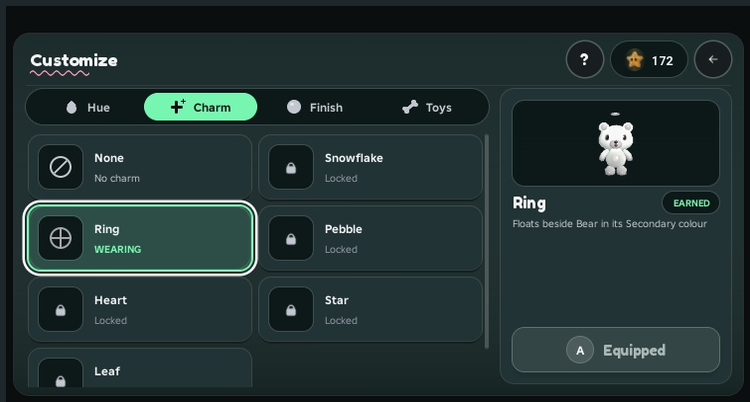 Customize
?
172
Hue
Charm
Finish
Toys
None
No charm
Snowflake
Locked
Ring
WEARING
Pebble
Locked
Heart
Locked
Star
Locked
Leaf
Ring
EARNED
Floats beside Bear in its Secondary colour
A Equipped